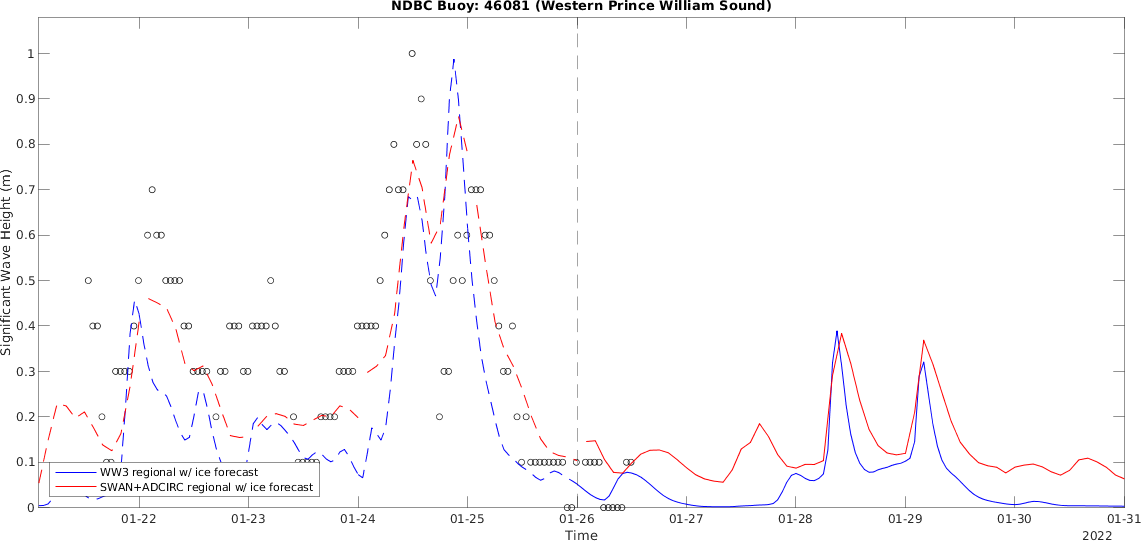 NDBC Buoy: 46081 (Western Prince William Sound)
Significant Wave Height (m)
1
0.9
0.8
0.7
0.6
0.5
0.4
0.3
0.2
0.1
0
WW3 regional w/ ice forecast
SWAN+ADCIRC regional w/ ice forecast
01-22 01-23 01-24 01-25 01-26 01-27 01-28 01-29 01-30 01-31
Time
2022